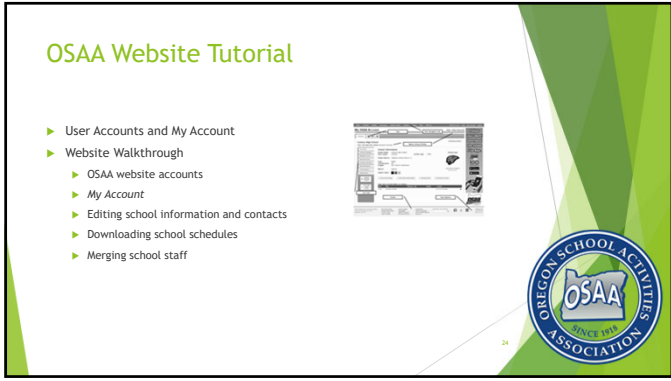 OSAA Website Tutorial
User Accounts and My Account
Website Walkthrough
OSAA website accounts
My Account
Editing school information and contacts
Downloading school schedules
Merging school staff
OREGON SCHOOL ACTIVITIES
OSAA
SINCE 1918
ASSOCIATION
24